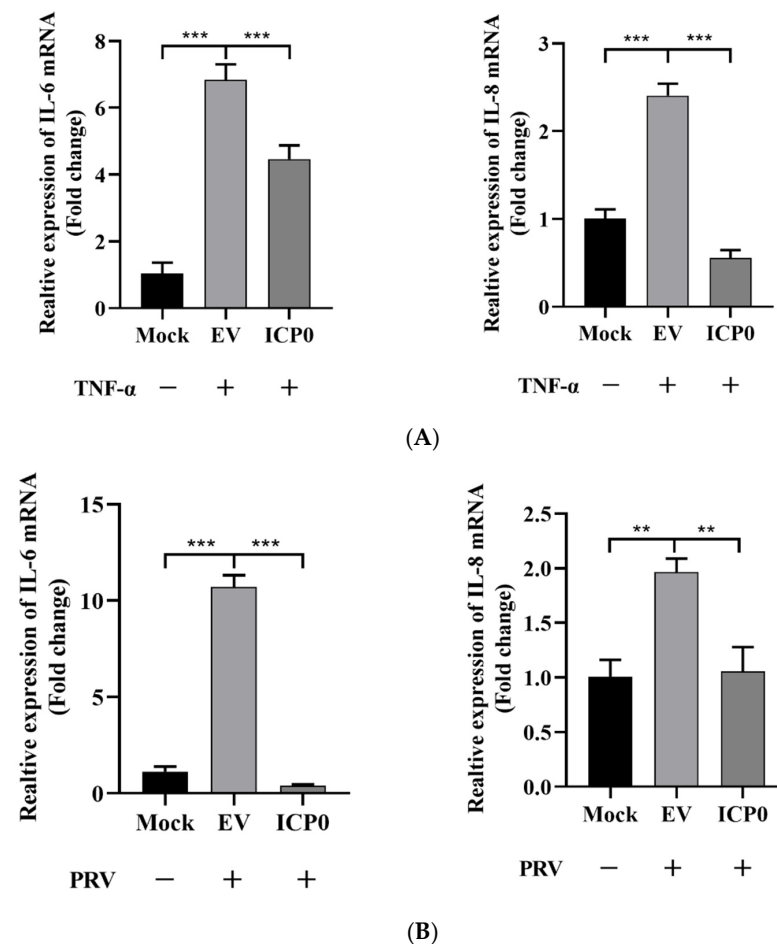 Realtive expression of IL-6 mRNA
(Fold change)
8
6
4
2
0
*** ***
Mock EV ICP0
TNF-α − + +
Realtive expression of IL-8 mRNA
(Fold change)
3
2
1
0
*** ***
Mock EV ICP0
TNF-α − + +
(A)
Realtive expression of IL-6 mRNA
(Fold change)
15
10
5
0
*** ***
Mock EV ICP0
PRV − + +
Realtive expression of IL-8 mRNA
(Fold change)
2.5
2.0
1.5
1.0
0.5
0.0
** **
Mock EV ICP0
PRV − + +
(B)